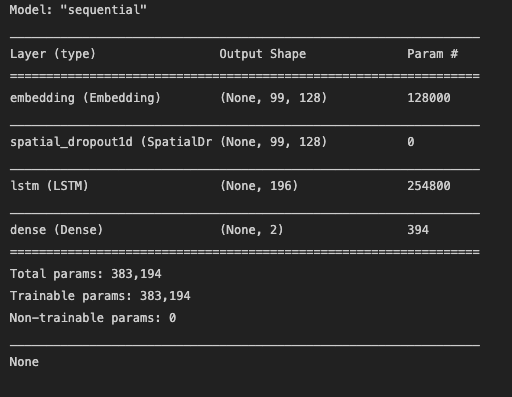 Model: "sequential"
_________________________________________________________________
Layer (type)                 Output Shape              Param #
=================================================================
embedding (Embedding)        (None, 99, 128)           128000
_________________________________________________________________
spatial_dropout1d (SpatialDr (None, 99, 128)           0
_________________________________________________________________
lstm (LSTM)                  (None, 196)               254800
_________________________________________________________________
dense (Dense)                (None, 2)                 394
=================================================================
Total params: 383,194
Trainable params: 383,194
Non-trainable params: 0
_________________________________________________________________
None